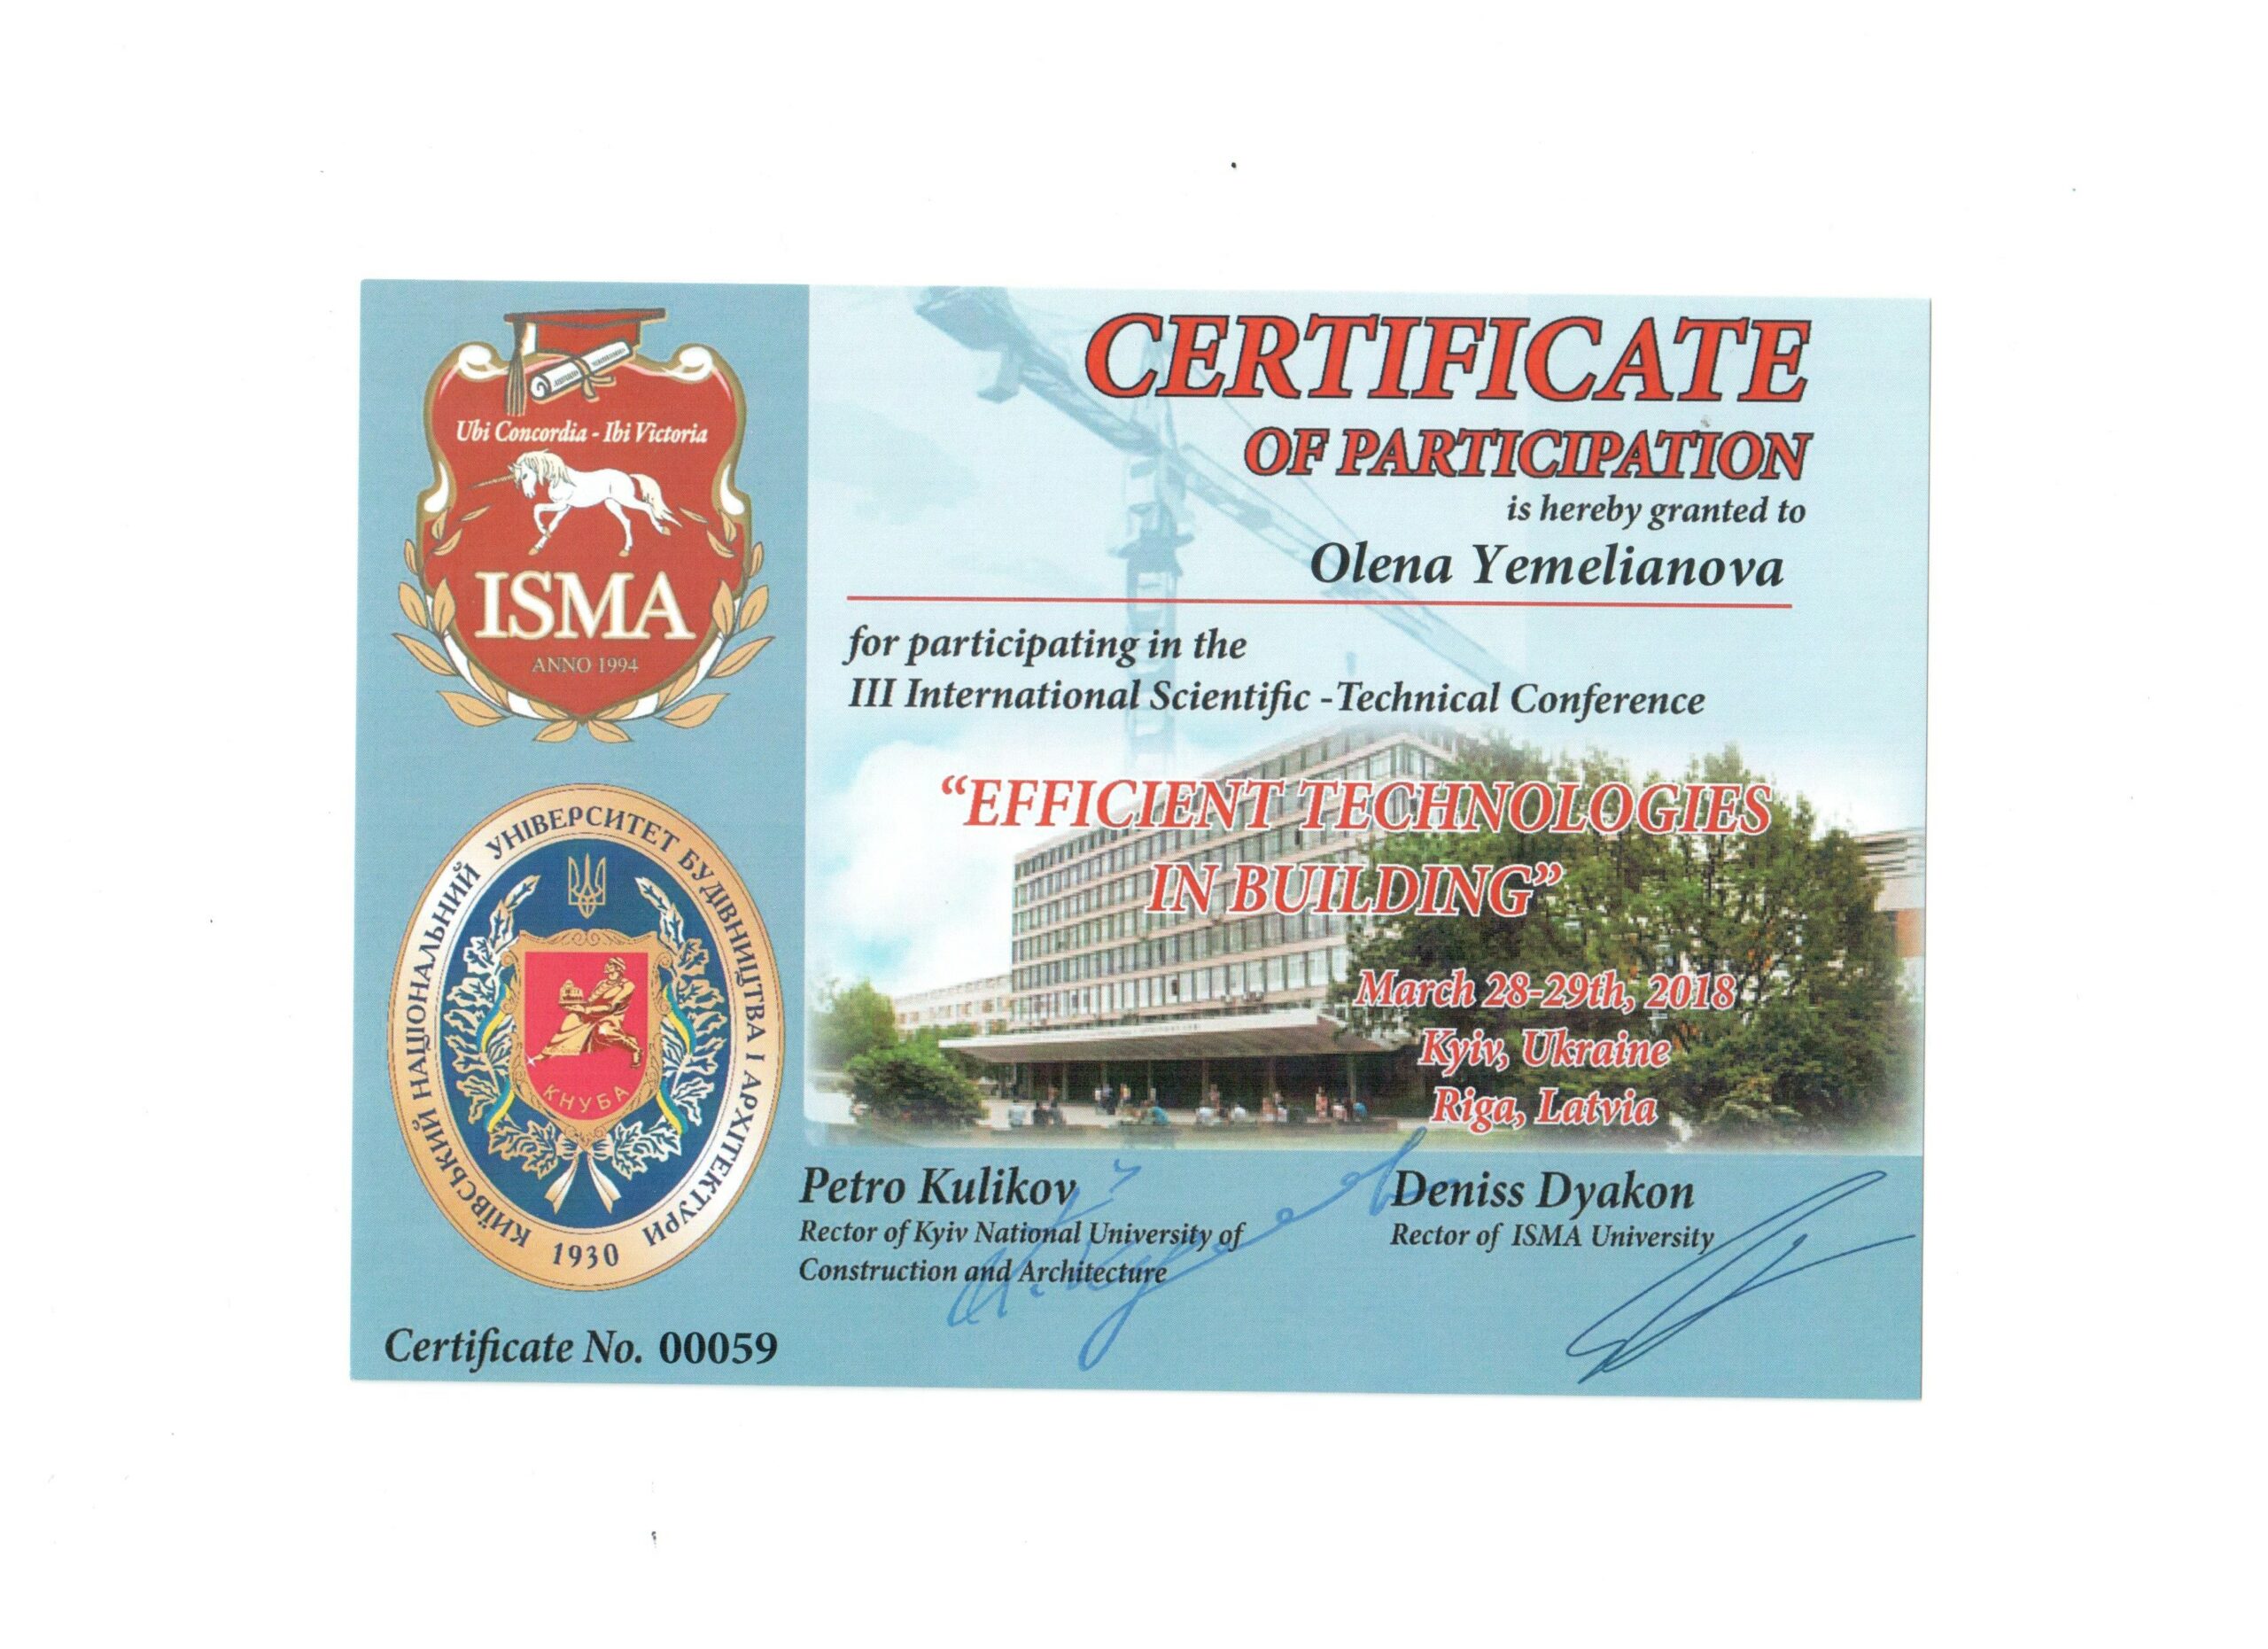 Ubi Concordia - Ibi Victoria
ISMA
ANNO 1994
КИЇВСЬКИЙ НАЦІОНАЛЬНИЙ УНІВЕРСИТЕТ БУДІВНИЦТВА І АРХІТЕКТУРИ
КНУБА
1930
Certificate No. 00059
CERTIFICATE
OF PARTICIPATION
is hereby granted to
Olena Yemelianova
for participating in the
III International Scientific -Technical Conference
“EFFICIENT TECHNOLOGIES
IN BUILDING”
March 28-29th, 2018
Kyiv, Ukraine
Riga, Latvia
Petro Kulikov
Rector of Kyiv National University of
Construction and Architecture
Deniss Dyakon
Rector of ISMA University